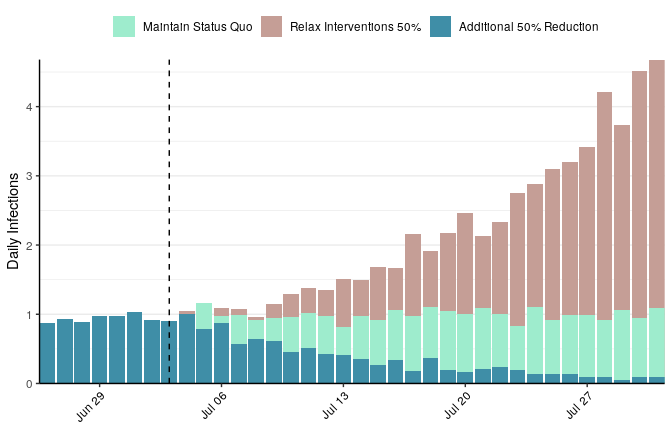 Maintain Status Quo Relax Interventions 50% Additional 50% Reduction
Daily Infections
4
3
2
1
0
Jun 29 Jul 06 Jul 13 Jul 20 Jul 27